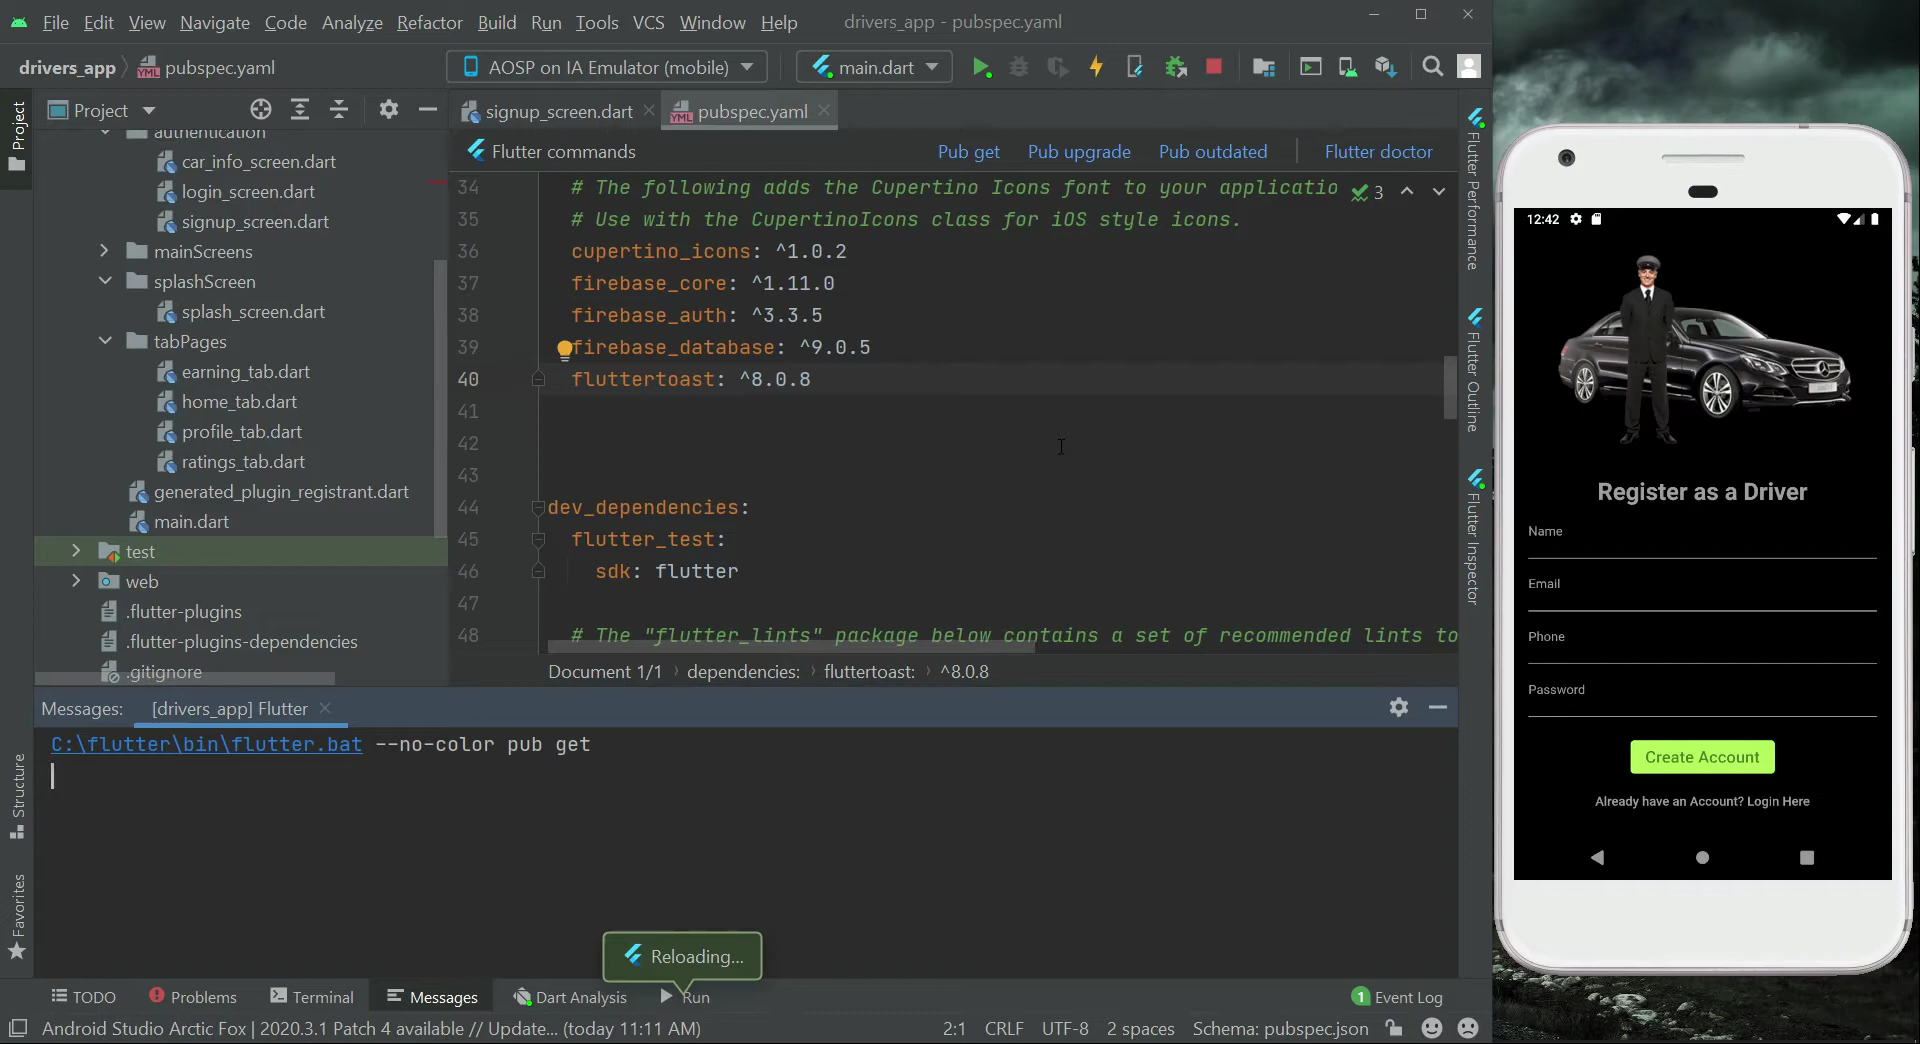 File Edit View Navigate Code Analyze Refactor Build Run Tools VCS Window Help drivers_app - pubspec.yaml
drivers_app pubspec.yaml AOSP on IA Emulator (mobile) main.dart
Project
Project
signup_screen.dart pubspec.yaml
authentication
car_info_screen.dart
login_screen.dart
signup_screen.dart
mainScreens
splashScreen
splash_screen.dart
tabPages
earning_tab.dart
home_tab.dart
profile_tab.dart
ratings_tab.dart
generated_plugin_registrant.dart
main.dart
test
web
.flutter-plugins
.flutter-plugins-dependencies
.gitignore
Flutter commands Pub get Pub upgrade Pub outdated Flutter doctor
34 # The following adds the Cupertino Icons font to your applicatio 3
35 # Use with the CupertinoIcons class for iOS style icons.
36 cupertino_icons: ^1.0.2
37 firebase_core: ^1.11.0
38 firebase_auth: ^3.3.5
39 firebase_database: ^9.0.5
40 fluttertoast: ^8.0.8
41
42
43
44 dev_dependencies:
45 flutter_test:
46 sdk: flutter
47
48 # The "flutter_lints" package below contains a set of recommended lints to
Document 1/1 dependencies: fluttertoast: ^8.0.8
Flutter Performance
Flutter Outline
Flutter Inspector
Messages: [drivers_app] Flutter
C:\flutter\bin\flutter.bat --no-color pub get
Structure
Favorites
Reloading...
TODO Problems Terminal Messages Dart Analysis Run 1 Event Log
Android Studio Arctic Fox | 2020.3.1 Patch 4 available // Update... (today 11:11 AM) 2:1 CRLF UTF-8 2 spaces Schema: pubspec.json
12:42
Register as a Driver
Name
Email
Phone
Password
Create Account
Already have an Account? Login Here